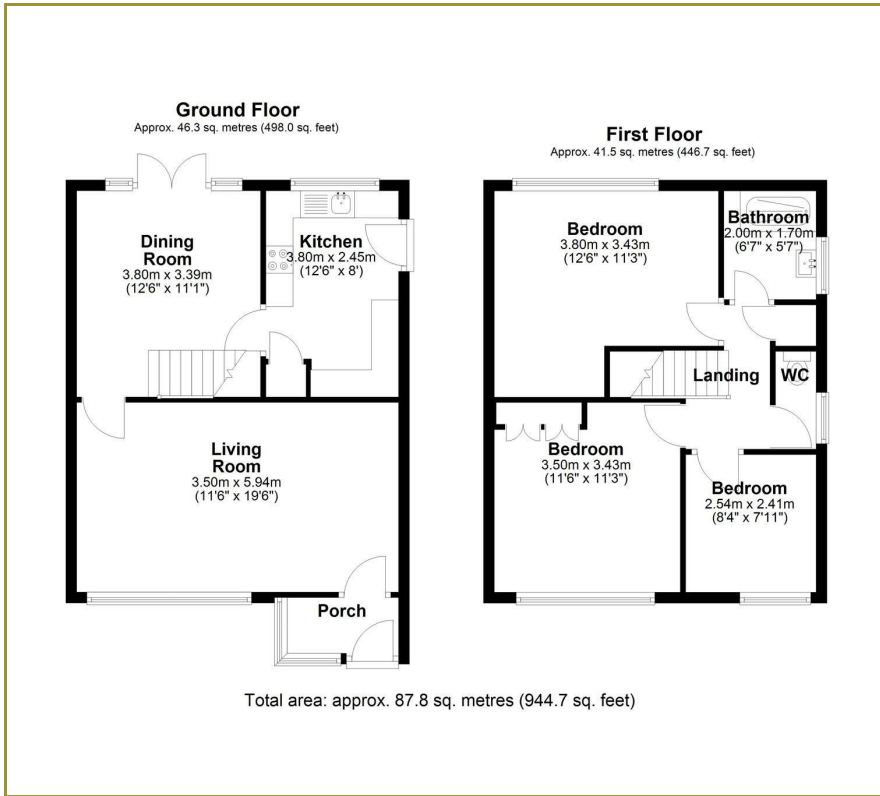 Ground Floor
Approx. 46.3 sq. metres (498.0 sq. feet)
Dining
Room
3.80m x 3.39m
(12'6" x 11'1")
Kitchen
3.80m x 2.45m
(12'6" x 8')
Living
Room
3.50m x 5.94m
(11'6" x 19'6")
Porch
First Floor
Approx. 41.5 sq. metres (446.7 sq. feet)
Bedroom
3.80m x 3.43m
(12'6" x 11'3")
Bathroom
2.00m x 1.70m
(6'7" x 5'7")
Landing
WC
Bedroom
3.50m x 3.43m
(11'6" x 11'3")
Bedroom
2.54m x 2.41m
(8'4" x 7'11")
Total area: approx. 87.8 sq. metres (944.7 sq. feet)